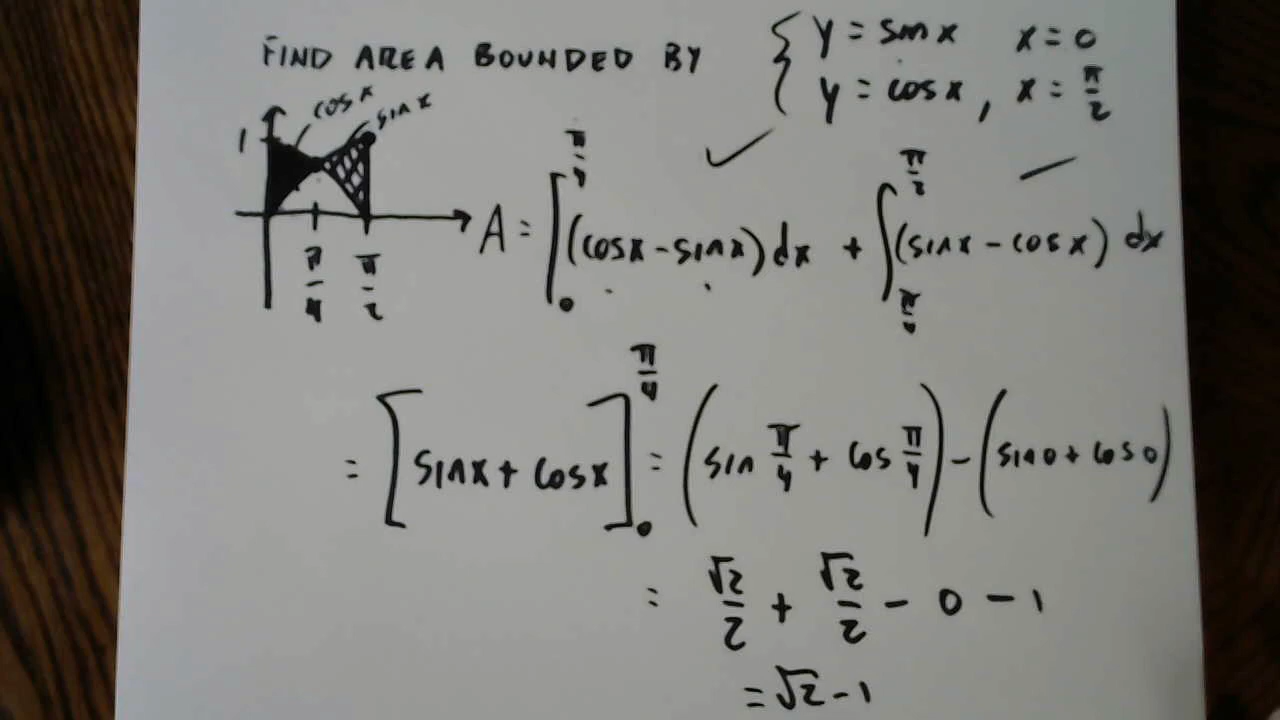 FIND AREA BOUNDED BY { y = sin x x = 0
y = cos x, x = π/2
cos x sin x
1
π/4 π/2
A = ∫₀^(π/4) (cos x - sin x) dx + ∫^(π/2) (sin x - cos x) dx
= [sin x + cos x]₀^(π/4) = (sin π/4 + cos π/4) - (sin 0 + cos 0)
= √2/2 + √2/2 - 0 - 1
= √2 - 1